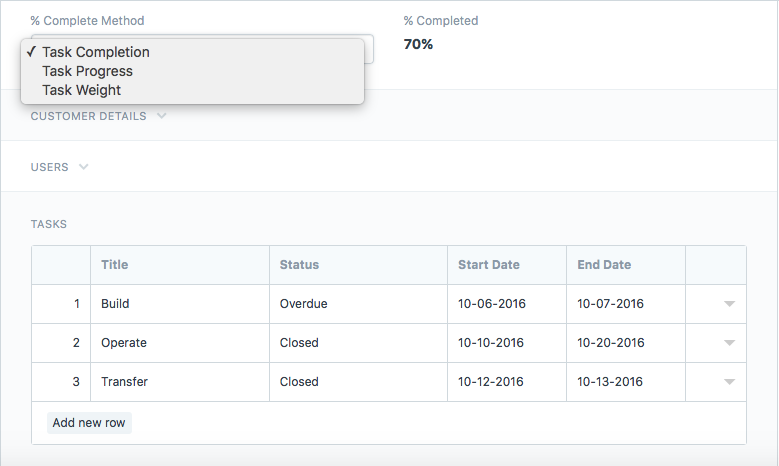 % Complete Method % Completed
✓ Task Completion 70%
Task Progress
Task Weight
CUSTOMER DETAILS
USERS
TASKS
Title Status Start Date End Date
1 Build Overdue 10-06-2016 10-07-2016
2 Operate Closed 10-10-2016 10-20-2016
3 Transfer Closed 10-12-2016 10-13-2016
Add new row